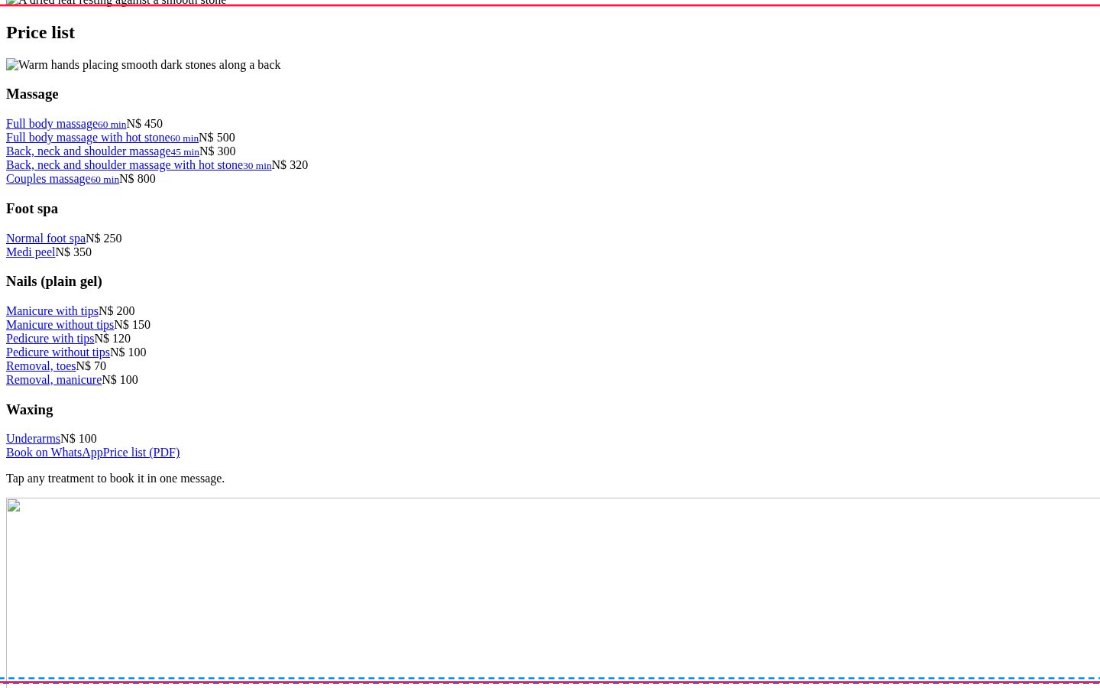 A dried leaf resting against a smooth stone
Price list
Warm hands placing smooth dark stones along a back
Massage
Full body massage60 minN$ 450
Full body massage with hot stone60 minN$ 500
Back, neck and shoulder massage45 minN$ 300
Back, neck and shoulder massage with hot stone30 minN$ 320
Couples massage60 minN$ 800
Foot spa
Normal foot spaN$ 250
Medi peelN$ 350
Nails (plain gel)
Manicure with tipsN$ 200
Manicure without tipsN$ 150
Pedicure with tipsN$ 120
Pedicure without tipsN$ 100
Removal, toesN$ 70
Removal, manicureN$ 100
Waxing
UnderarmsN$ 100
Book on WhatsAppPrice list (PDF)
Tap any treatment to book it in one message.